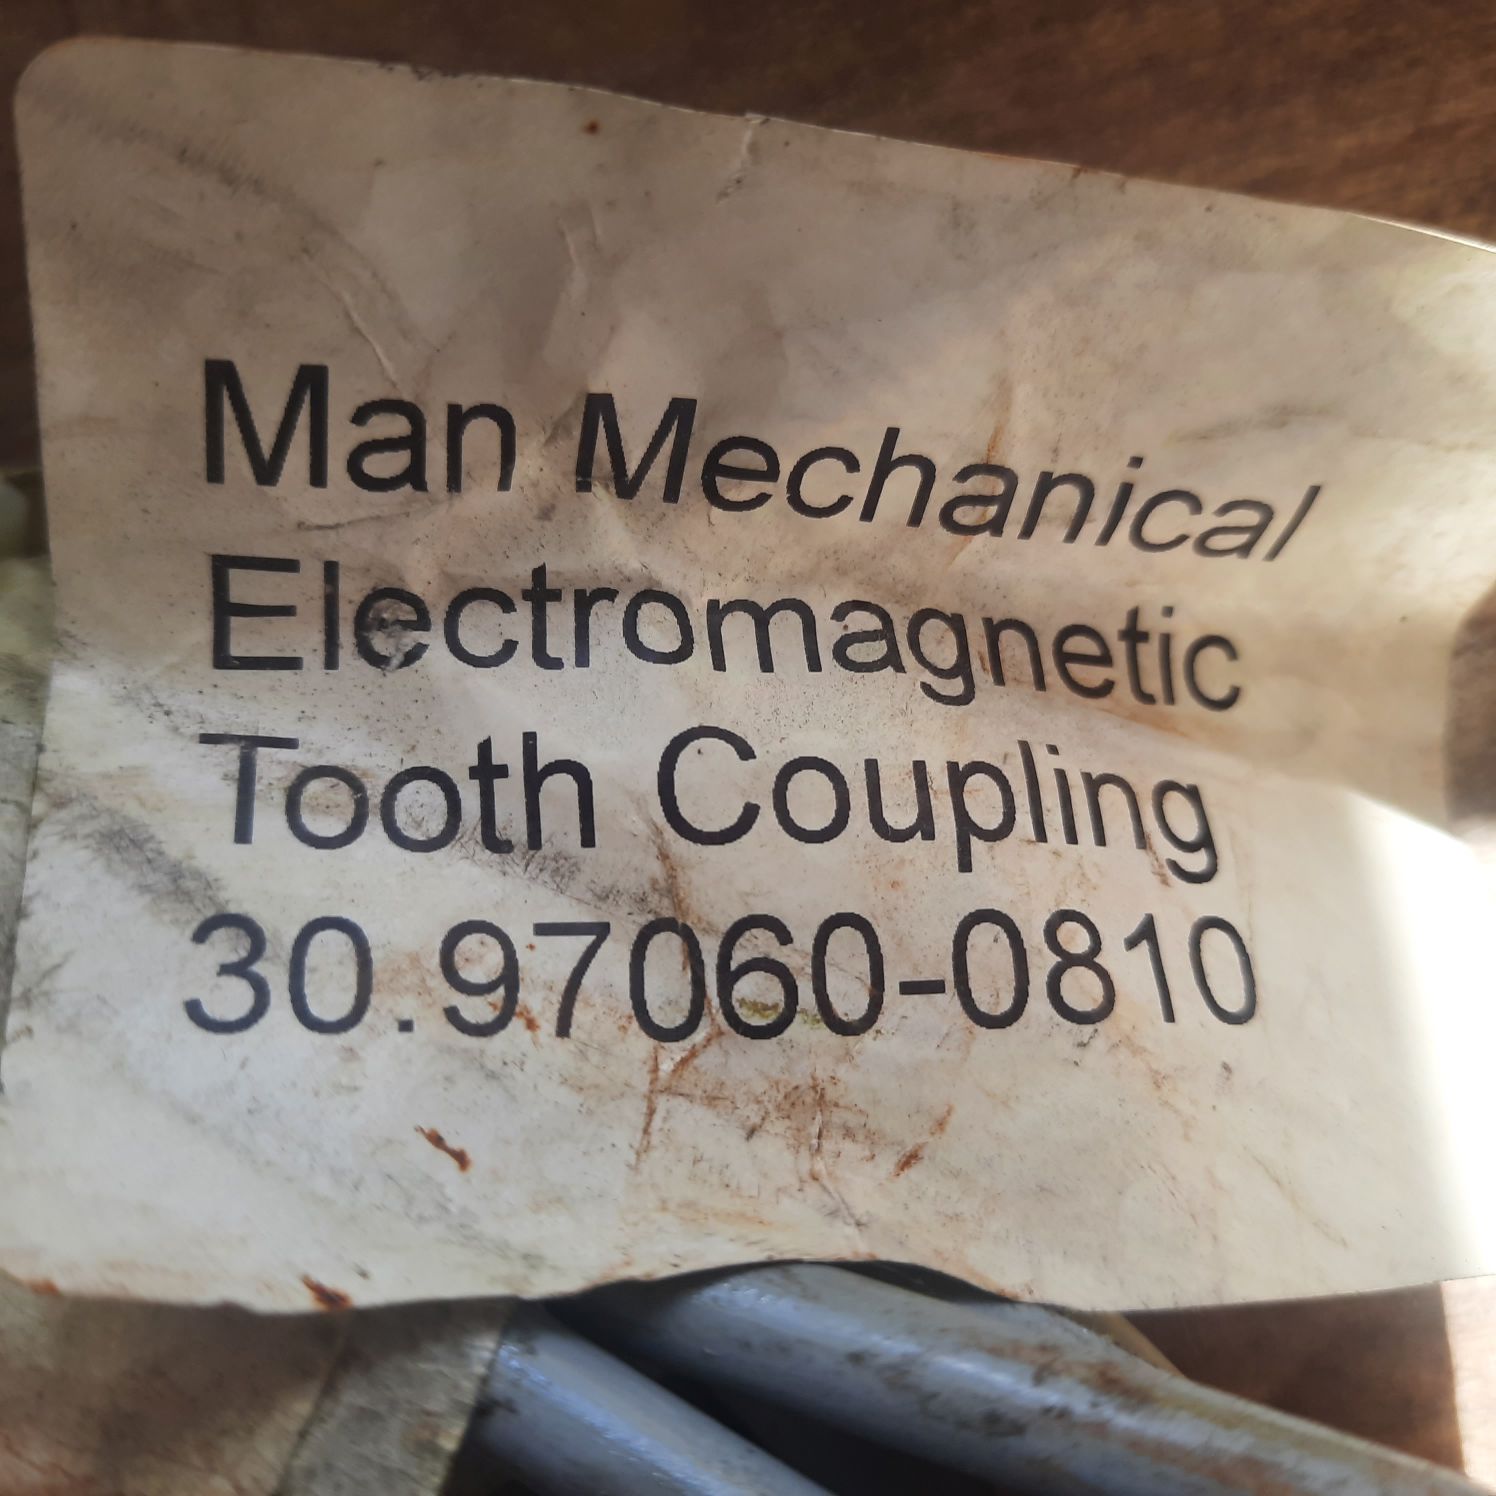 Man Mechanical
Electromagnetic
Tooth Coupling
30.97060-0810